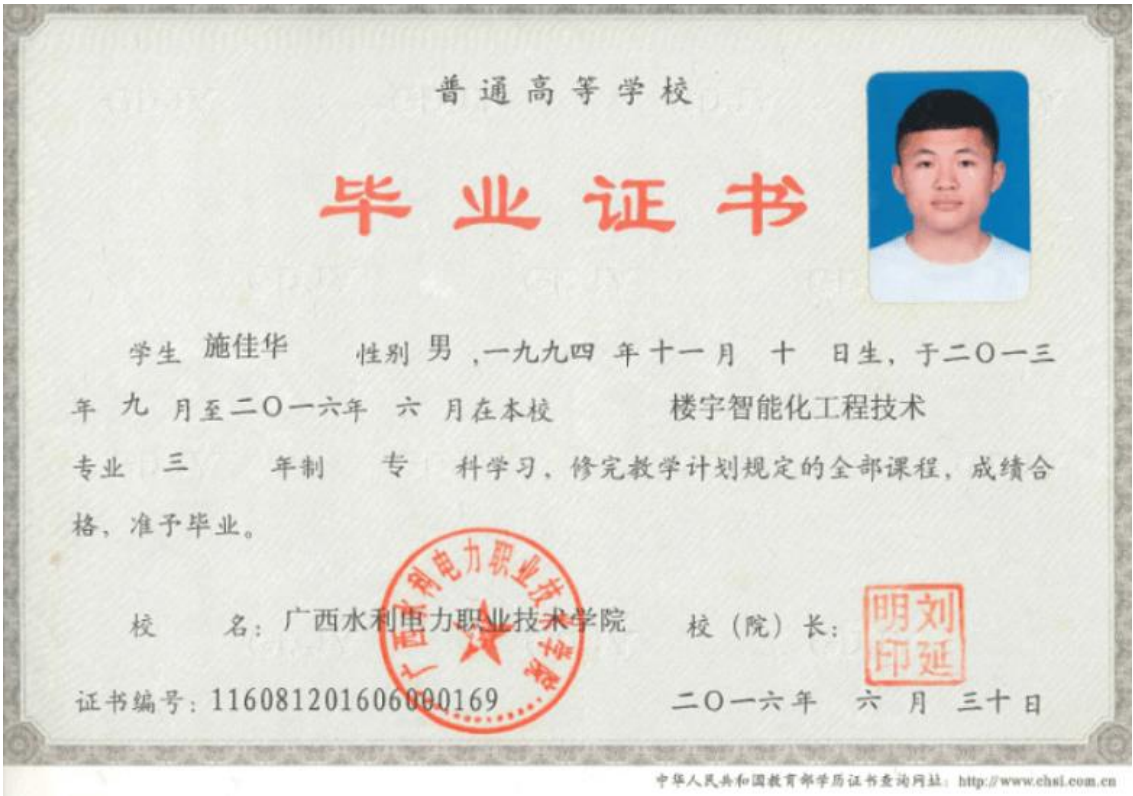 普通高等学校
毕业证书
学生 施佳华 性别 男 ,一九九四 年 十一 月 十 日生，于二〇一三
年 九 月至二〇一六年 六 月在本校 楼宇智能化工程技术
专业 三 年制 专 科学习，修完教学计划规定的全部课程，成绩合
格，准予毕业。
广西水利电力职业技术学院
校 名：广西水利电力职业技术学院 校（院）长：
刘延明印
证书编号：116081201606000169 二〇一六年 六 月 三十日
中华人民共和国教育部学历证书查询网址：http://www.chsi.com.cn